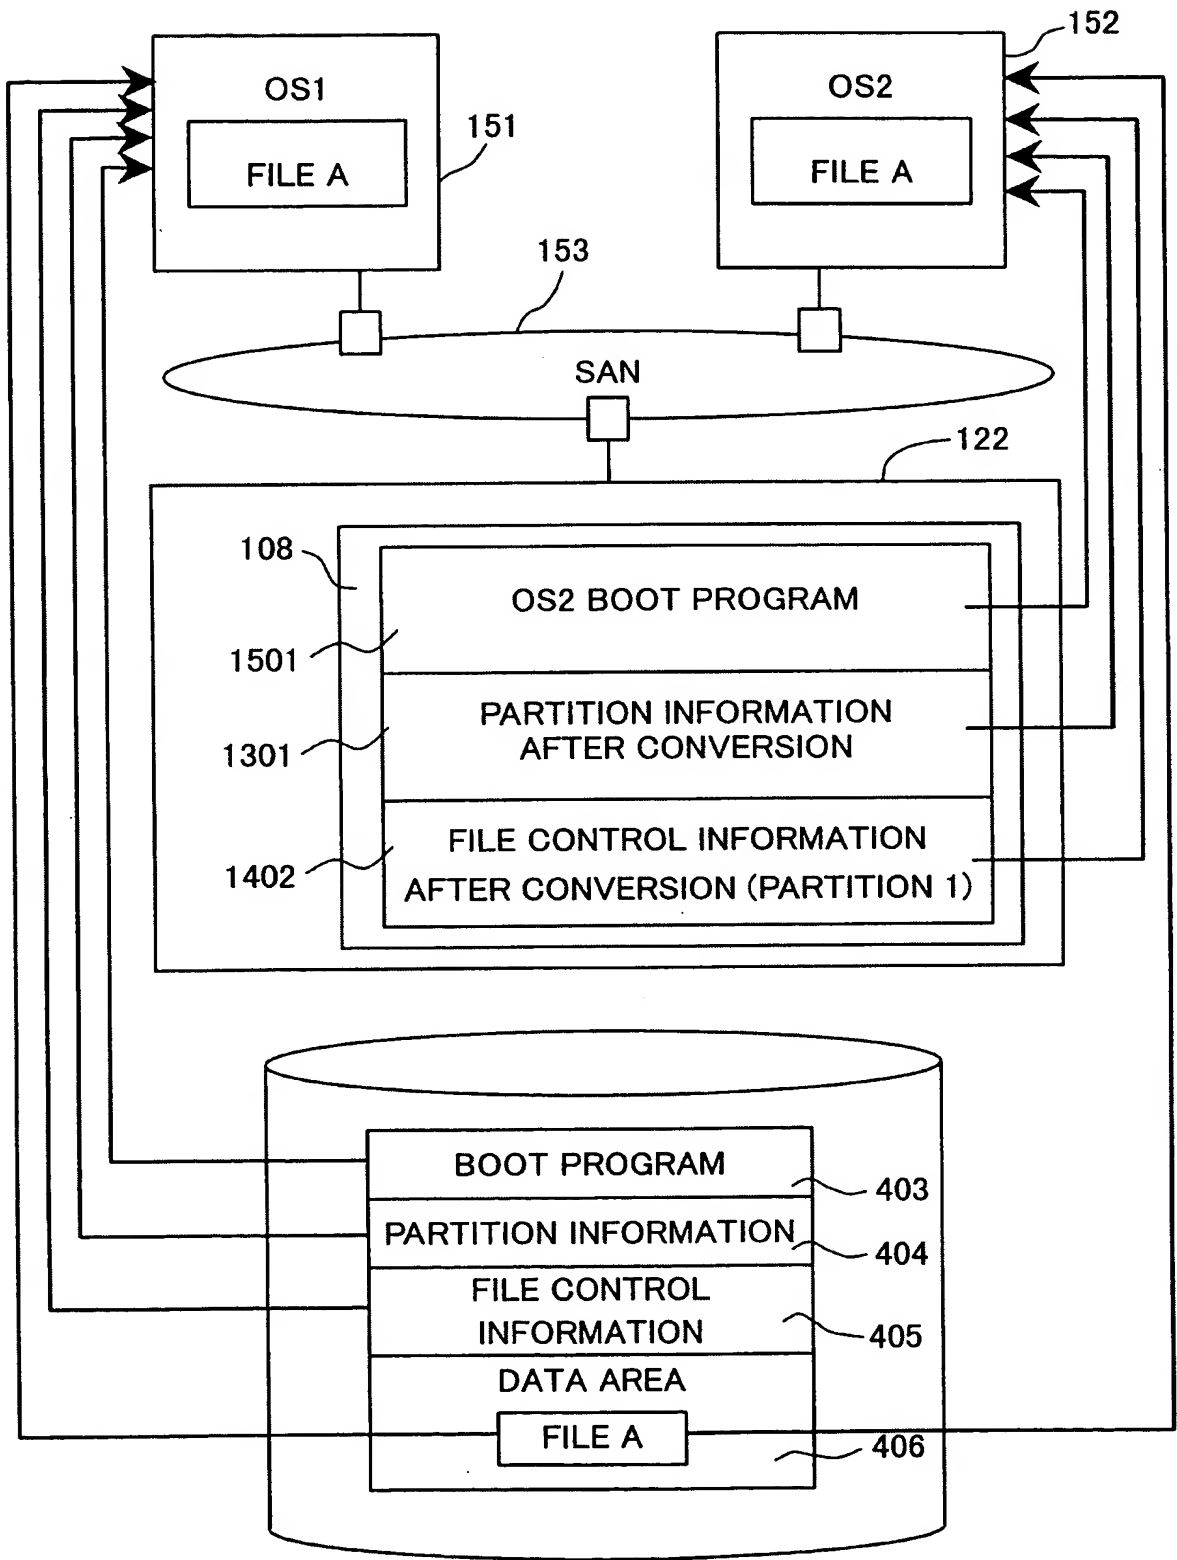 152
OS1
OS2
FILE A
FILE A
151
153
SAN
122
108
OS2 BOOT PROGRAM
1501
PARTITION INFORMATION
AFTER CONVERSION
1301
FILE CONTROL INFORMATION
AFTER CONVERSION (PARTITION 1)
1402
BOOT PROGRAM
403
PARTITION INFORMATION
404
FILE CONTROL
INFORMATION
405
DATA AREA
FILE A
406